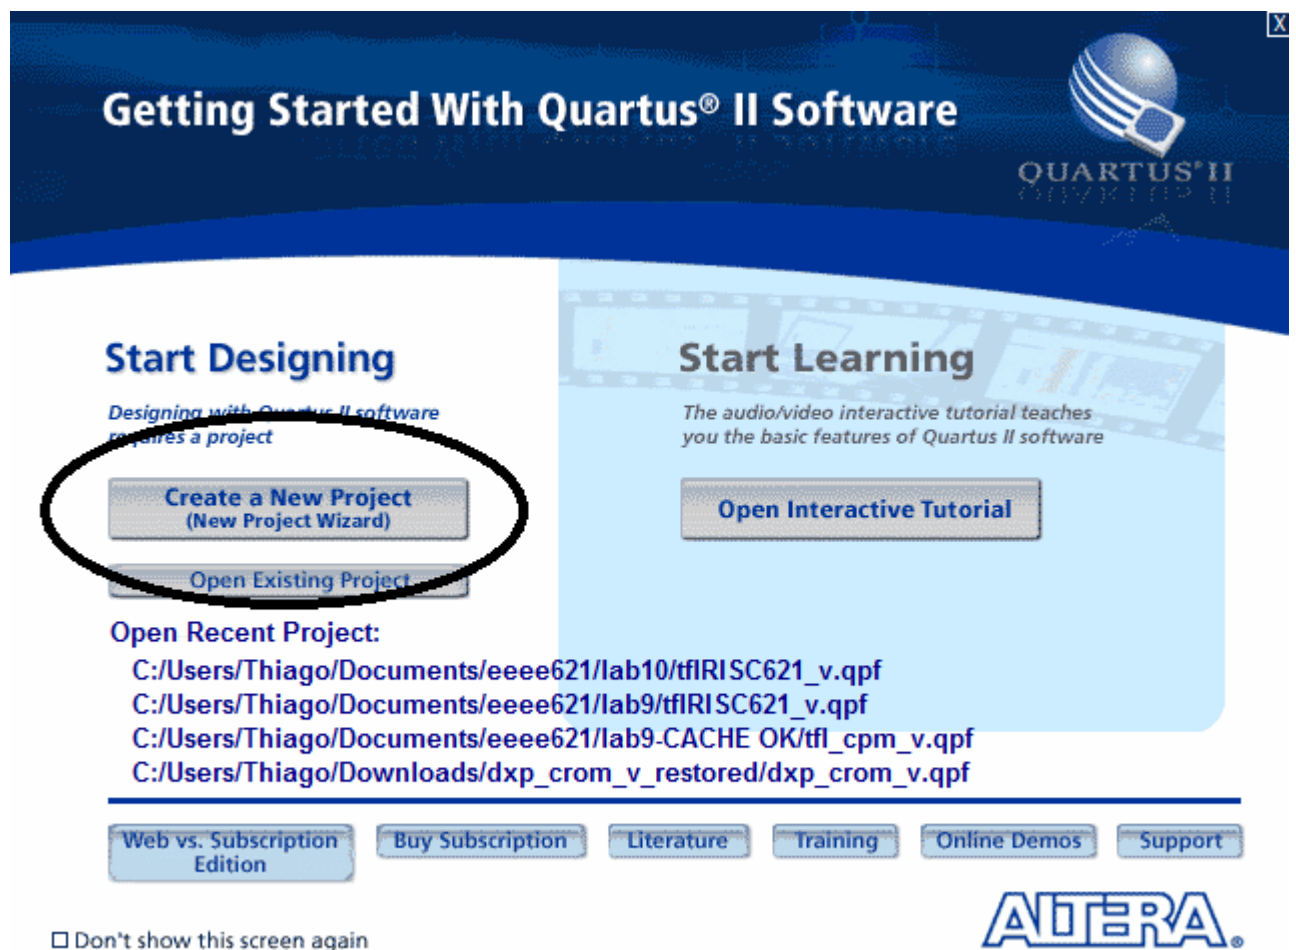 X
Getting Started With Quartus® II Software
QUARTUS® II
Start Designing
Designing with Quartus II software
requires a project
Create a New Project
(New Project Wizard)
Open Existing Project
Start Learning
The audio/video interactive tutorial teaches
you the basic features of Quartus II software
Open Interactive Tutorial
Open Recent Project:
C:/Users/Thiago/Documents/eeee621/lab10/tflRISC621_v.qpf
C:/Users/Thiago/Documents/eeee621/lab9/tflRISC621_v.qpf
C:/Users/Thiago/Documents/eeee621/lab9-CACHE OK/tfl_cpm_v.qpf
C:/Users/Thiago/Downloads/dxp_crom_v_restored/dxp_crom_v.qpf
Web vs. Subscription
Edition
Buy Subscription
Literature
Training
Online Demos
Support
Don't show this screen again
ALTERA®